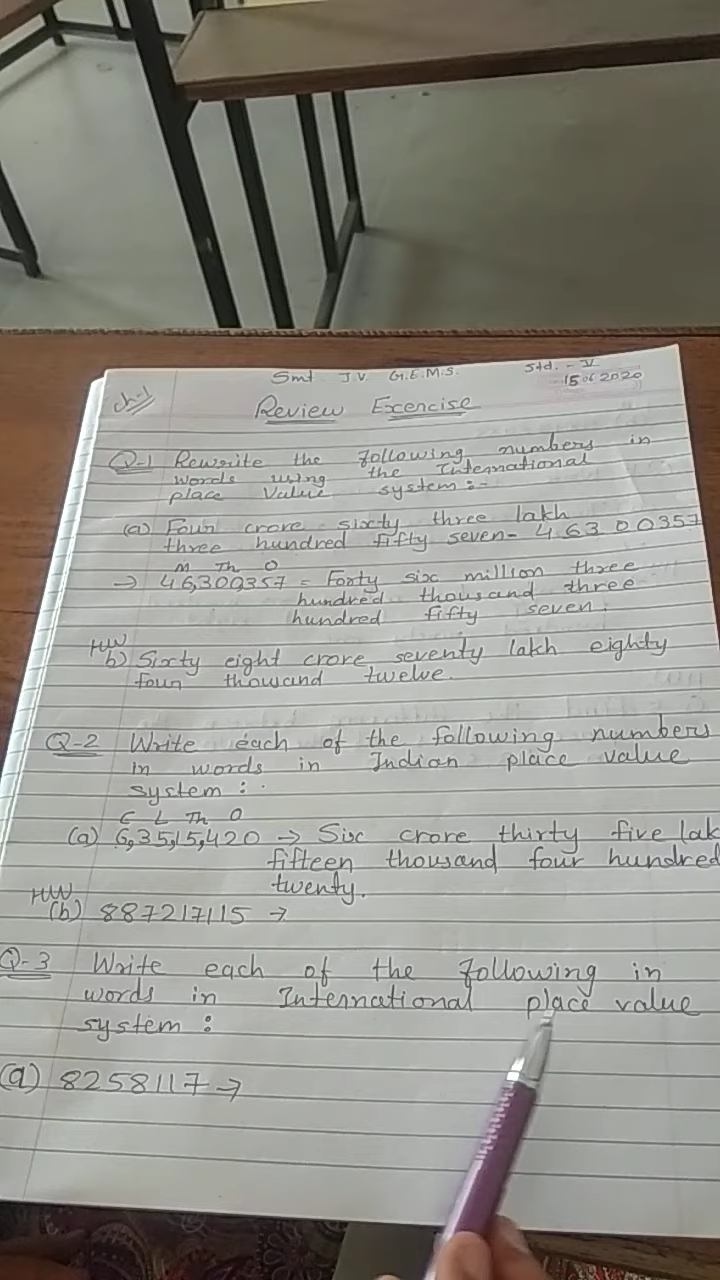 Smt J.V. G.E.M.S. Std. - V
Ch-1 15 06 2020
Review Exercise
Q-1 Rewrite the following numbers in
words using the International
place value system :-
(a) Four crore sixty three lakh
three hundred fifty seven - 46300357
M Th O
→ 46,300,357 = Forty six million three
hundred thousand three
hundred fifty seven.
HW
b) Sixty eight crore seventy lakh eighty
four thousand twelve.
Q-2 Write each of the following numbers
in words in Indian place value
system :
C L Th O
(a) 6,35,15,420 → Six crore thirty five lak
fifteen thousand four hundred
twenty.
HW
(b) 887217115 →
Q-3 Write each of the following in
words in International place value
system :
(a) 8258117 →